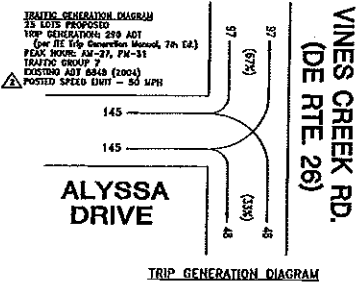 TRAFFIC GENERATION DIAGRAM
25 LOTS PROPOSED
TRIP GENERATION: 290 ADT
(per ITE Trip Generation Manual, 7th Ed.)
PEAK HOUR: AM-27, PM-31
TRAFFIC GROUP 7
EXISTING ADT 6848 (2004)
POSTED SPEED LIMIT - 50 MPH
97
(67%)
97
VINES CREEK RD.
(DE RTE. 26)
145
145
ALYSSA
DRIVE
48
(33%)
48
TRIP GENERATION DIAGRAM